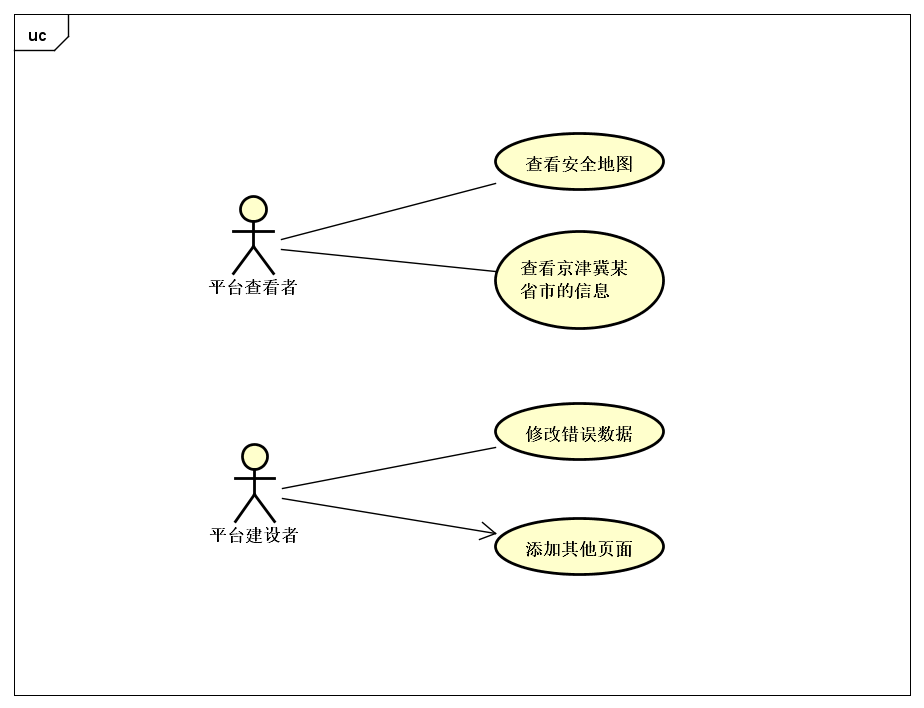 uc
查看安全地图
查看京津冀某
省市的信息
平台查看者
修改错误数据
平台建设者
添加其他页面